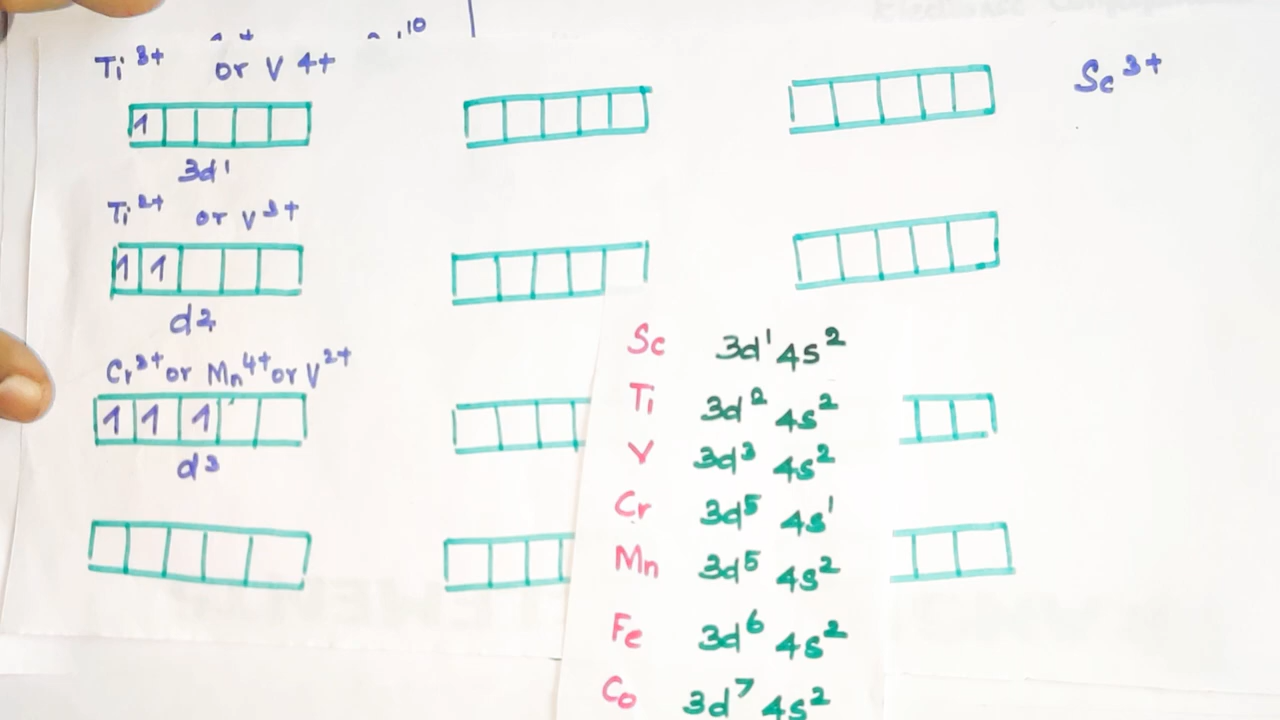 Ti 3+ or V 4+
Sc 3+
1
3d1
Ti 2+ or V 3+
1 1
d2
Cr3+ or Mn4+ or V2+
1 1 1
d3
Sc 3d1 4s2
Ti 3d2 4s2
V 3d3 4s2
Cr 3d5 4s1
Mn 3d5 4s2
Fe 3d6 4s2
Co 3d7 4s2